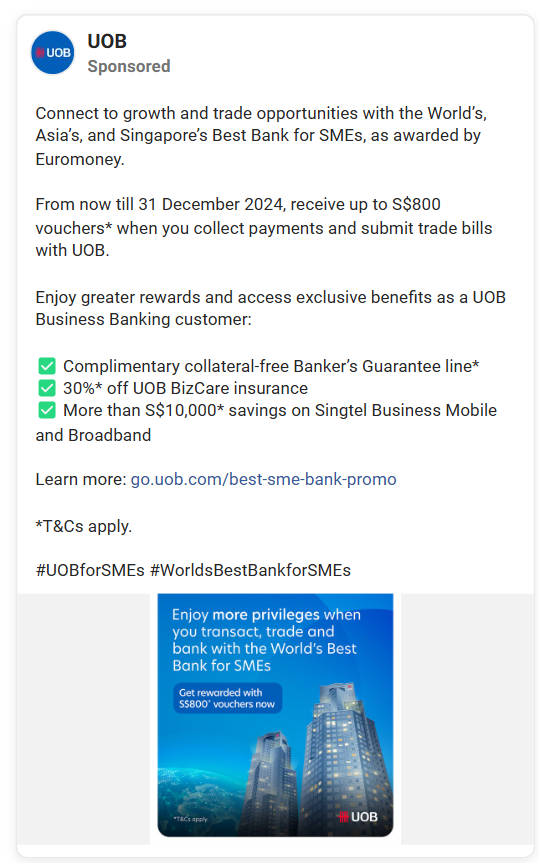 UOB
UOB
Sponsored
Connect to growth and trade opportunities with the World's,
Asia's, and Singapore's Best Bank for SMEs, as awarded by
Euromoney.
From now till 31 December 2024, receive up to S$800
vouchers* when you collect payments and submit trade bills
with UOB.
Enjoy greater rewards and access exclusive benefits as a UOB
Business Banking customer:
✅ Complimentary collateral-free Banker's Guarantee line*
✅ 30%* off UOB BizCare insurance
✅ More than S$10,000* savings on Singtel Business Mobile
and Broadband
Learn more: go.uob.com/best-sme-bank-promo
*T&Cs apply.
#UOBforSMEs #WorldsBestBankforSMEs
Enjoy more privileges when
you transact, trade and
bank with the World's Best
Bank for SMEs
Get rewarded with
S$800* vouchers now
*T&Cs apply
UOB